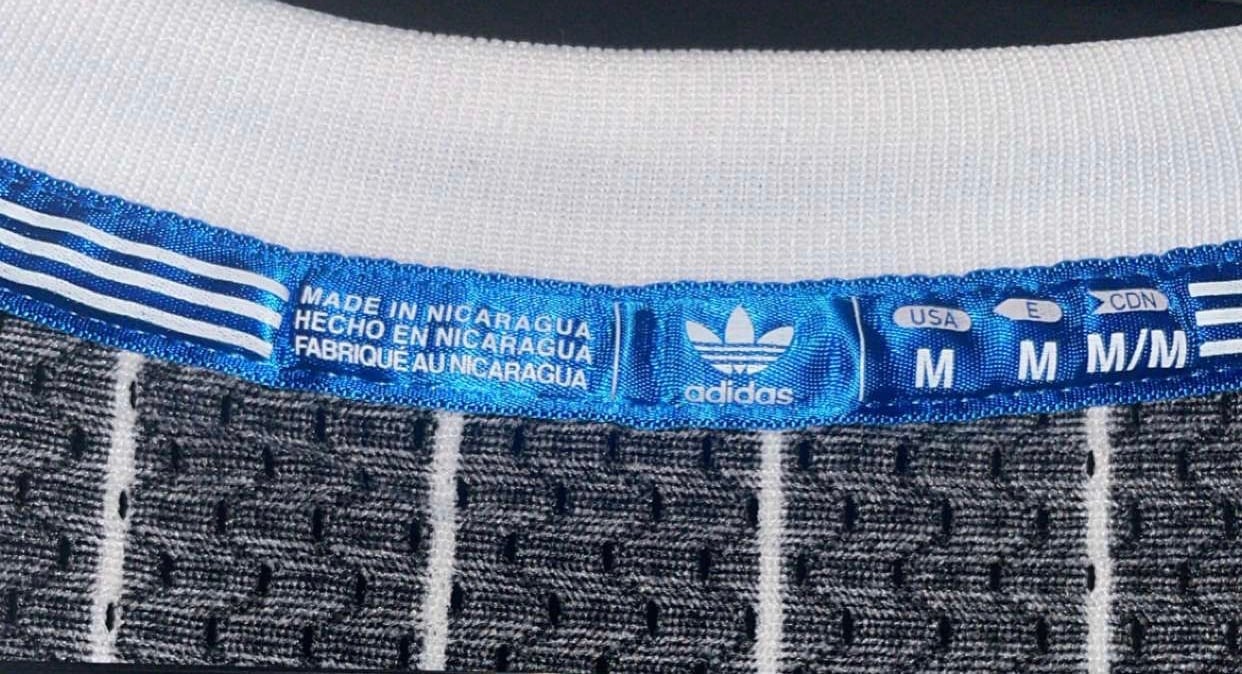 MADE IN NICARAGUA
HECHO EN NICARAGUA
FABRIQUÉ AU NICARAGUA
adidas
USA E CDN
M M M/M